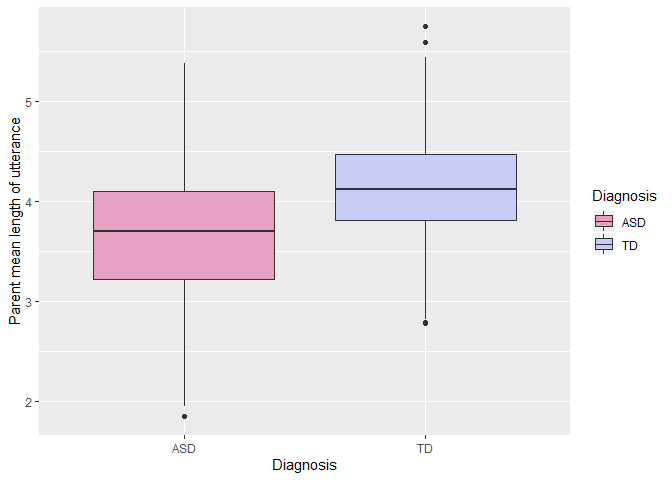 Parent mean length of utterance
5
4
3
2
ASD
TD
Diagnosis
Diagnosis
ASD
TD